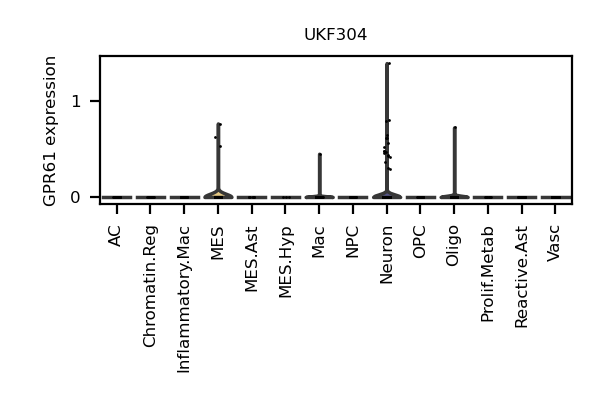 UKF304
GPR61 expression
1
0
AC
Chromatin.Reg
Inflammatory.Mac
MES
MES.Ast
MES.Hyp
Mac
NPC
Neuron
OPC
Oligo
Prolif.Metab
Reactive.Ast
Vasc